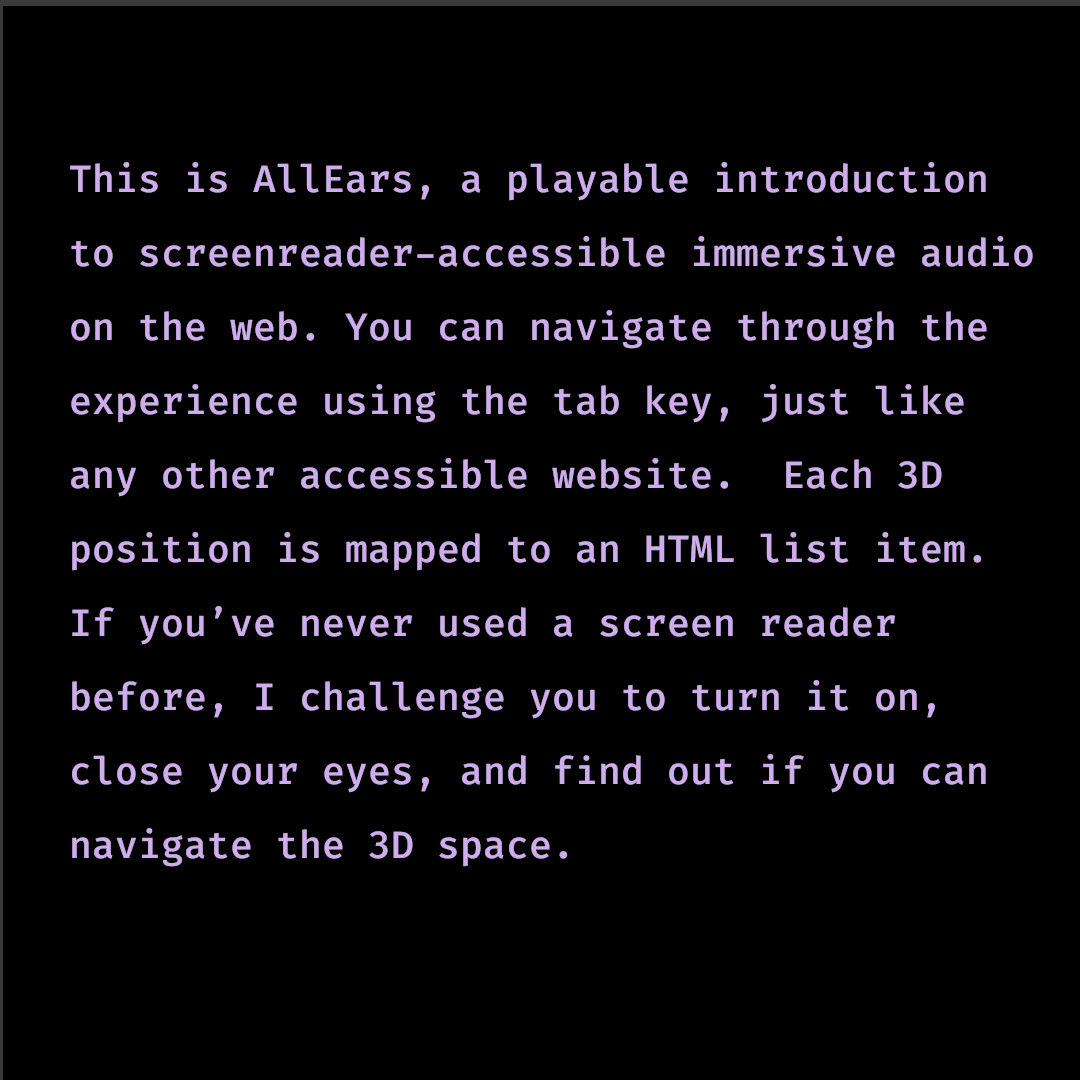 This is AllEars, a playable introduction
to screenreader-accessible immersive audio
on the web. You can navigate through the
experience using the tab key, just like
any other accessible website.  Each 3D
position is mapped to an HTML list item.
If you’ve never used a screen reader
before, I challenge you to turn it on,
close your eyes, and find out if you can
navigate the 3D space.